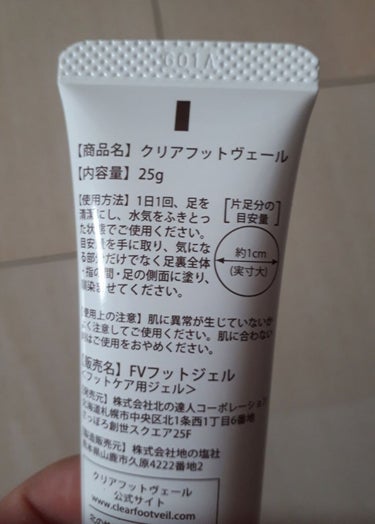 【商品名】クリアフットヴェール
【内容量】25g
【使用方法】1日1回、足を
清潔にし、水気をふきとっ
た状態でご使用ください。
目安量を手に取り、気にな
る部分だけでなく足裏全体
・指の間・足の側面に塗り、
馴染ませてください。
[片足分の
目安量]
約1cm
(実寸大)
【使用上の注意】肌に異常が生じていないか
よく注意してご使用ください。肌に合わない
時はご使用をおやめください。
【販売名】FVフットジェル
<フットケア用ジェル>
【発売元】株式会社北の達人コーポレーション
北海道札幌市中央区北1条西1丁目6番地
さっぽろ創世スクエア25F
【製造販売元】株式会社地の塩社
熊本県山鹿市久原4222番地2
クリアフットヴェール
公式サイト
www.clearfootveil.com